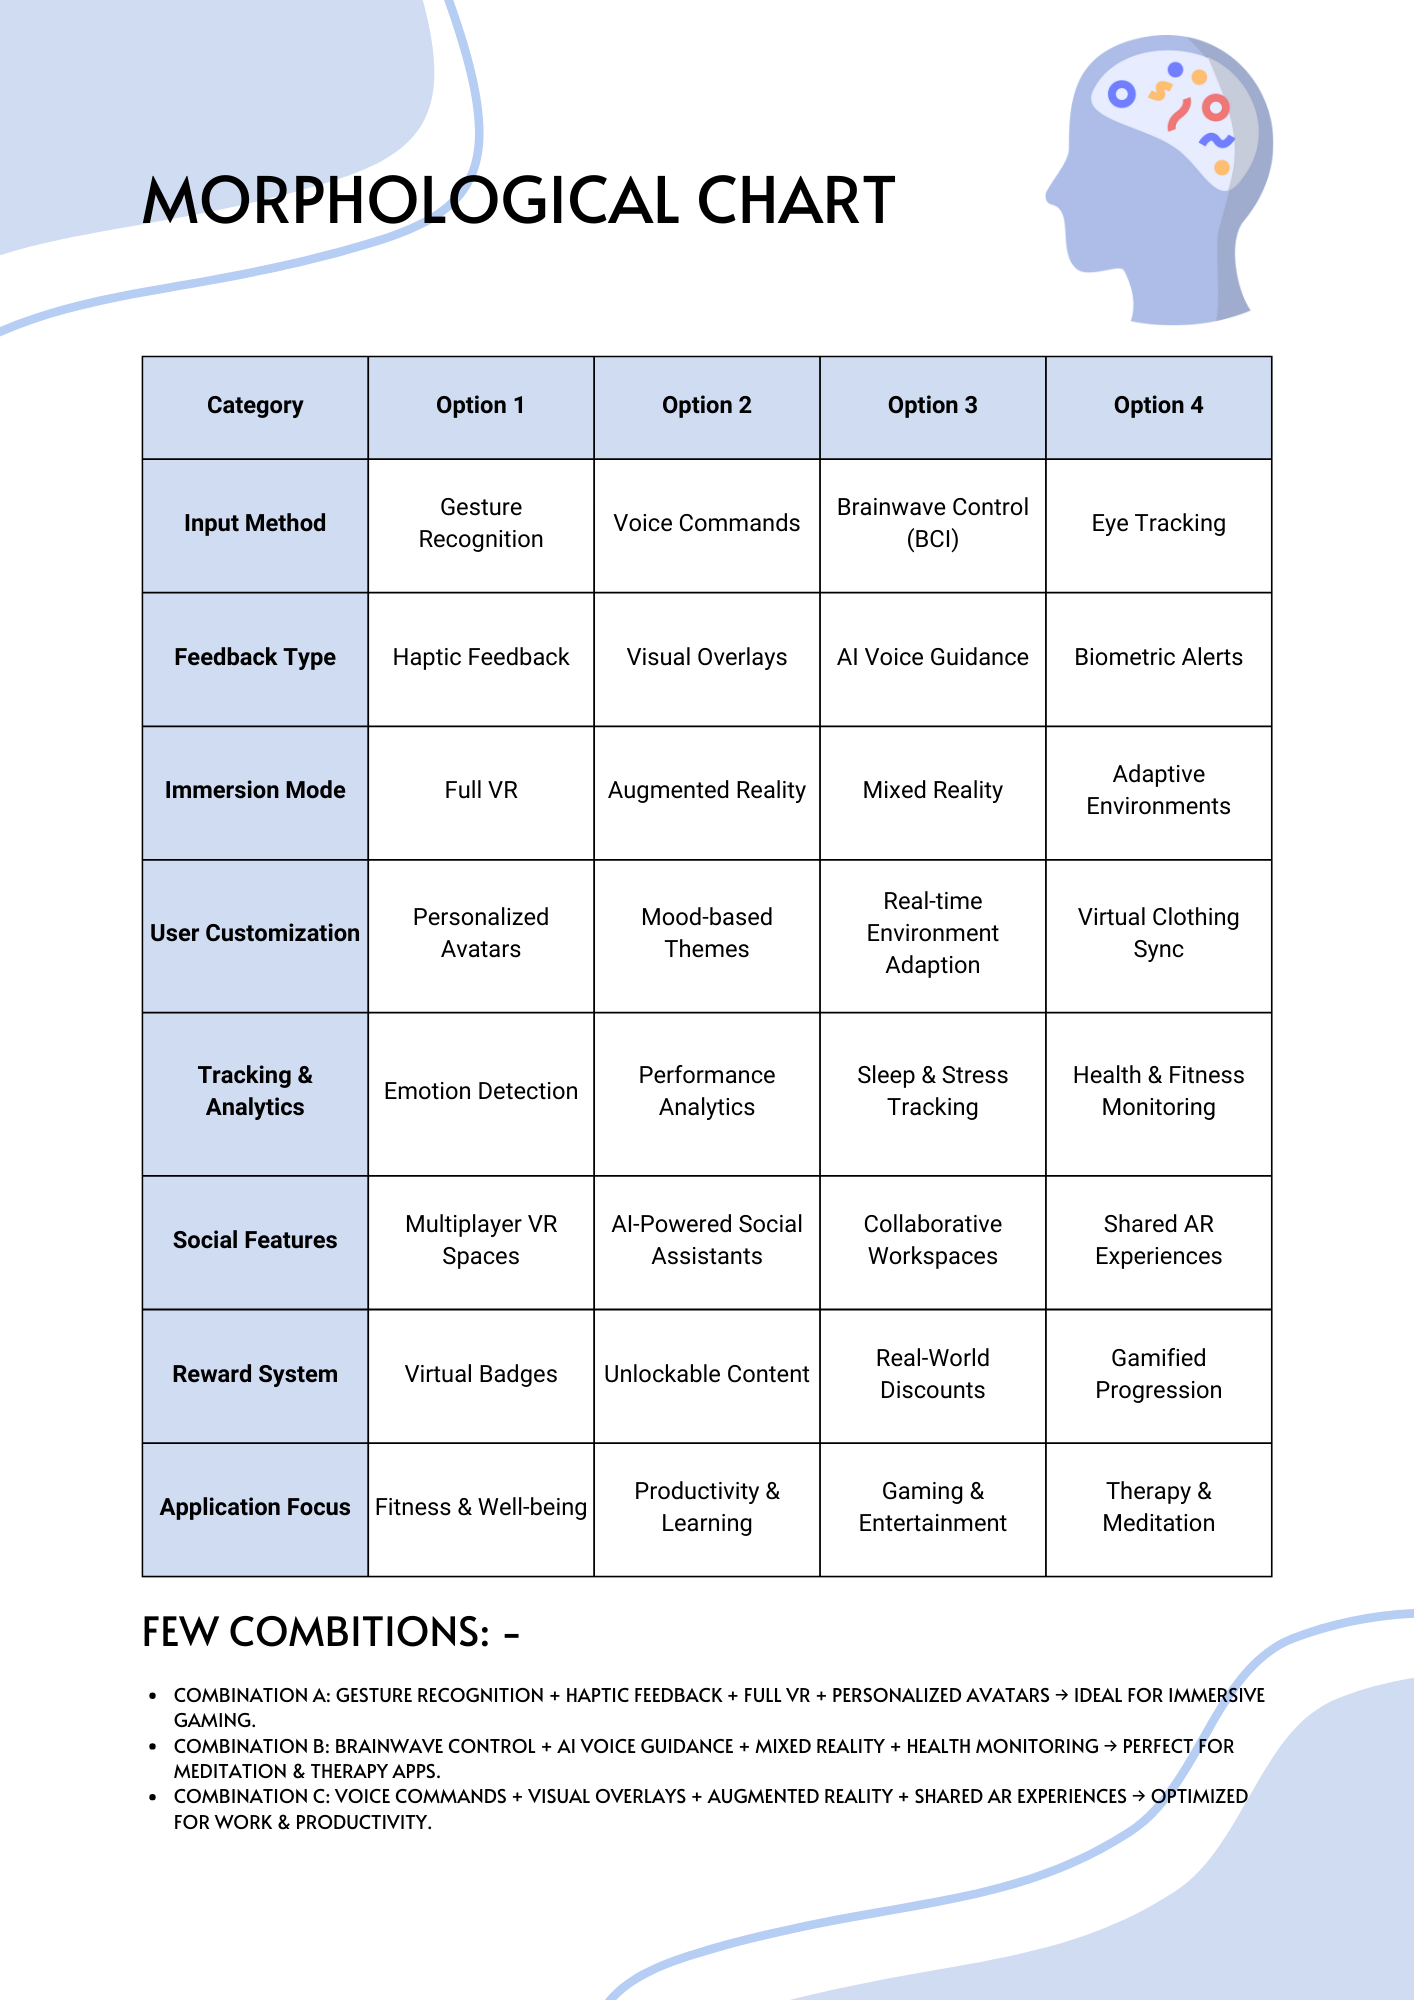 MORPHOLOGICAL CHART
Category Option 1 Option 2 Option 3 Option 4
Input Method
Gesture
Recognition
Voice Commands
Brainwave Control
(BCI)
Eye Tracking
Feedback Type
Haptic Feedback
Visual Overlays
AI Voice Guidance
Biometric Alerts
Immersion Mode
Full VR
Augmented Reality
Mixed Reality
Adaptive
Environments
User Customization
Personalized
Avatars
Mood-based
Themes
Real-time
Environment
Adaption
Virtual Clothing
Sync
Tracking &
Analytics
Emotion Detection
Performance
Analytics
Sleep & Stress
Tracking
Health & Fitness
Monitoring
Social Features
Multiplayer VR
Spaces
AI-Powered Social
Assistants
Collaborative
Workspaces
Shared AR
Experiences
Reward System
Virtual Badges
Unlockable Content
Real-World
Discounts
Gamified
Progression
Application Focus
Fitness & Well-being
Productivity &
Learning
Gaming &
Entertainment
Therapy &
Meditation
FEW COMBITIONS: -
• COMBINATION A: GESTURE RECOGNITION + HAPTIC FEEDBACK + FULL VR + PERSONALIZED AVATARS → IDEAL FOR IMMERSIVE
GAMING.
• COMBINATION B: BRAINWAVE CONTROL + AI VOICE GUIDANCE + MIXED REALITY + HEALTH MONITORING → PERFECT FOR
MEDITATION & THERAPY APPS.
• COMBINATION C: VOICE COMMANDS + VISUAL OVERLAYS + AUGMENTED REALITY + SHARED AR EXPERIENCES → OPTIMIZED
FOR WORK & PRODUCTIVITY.